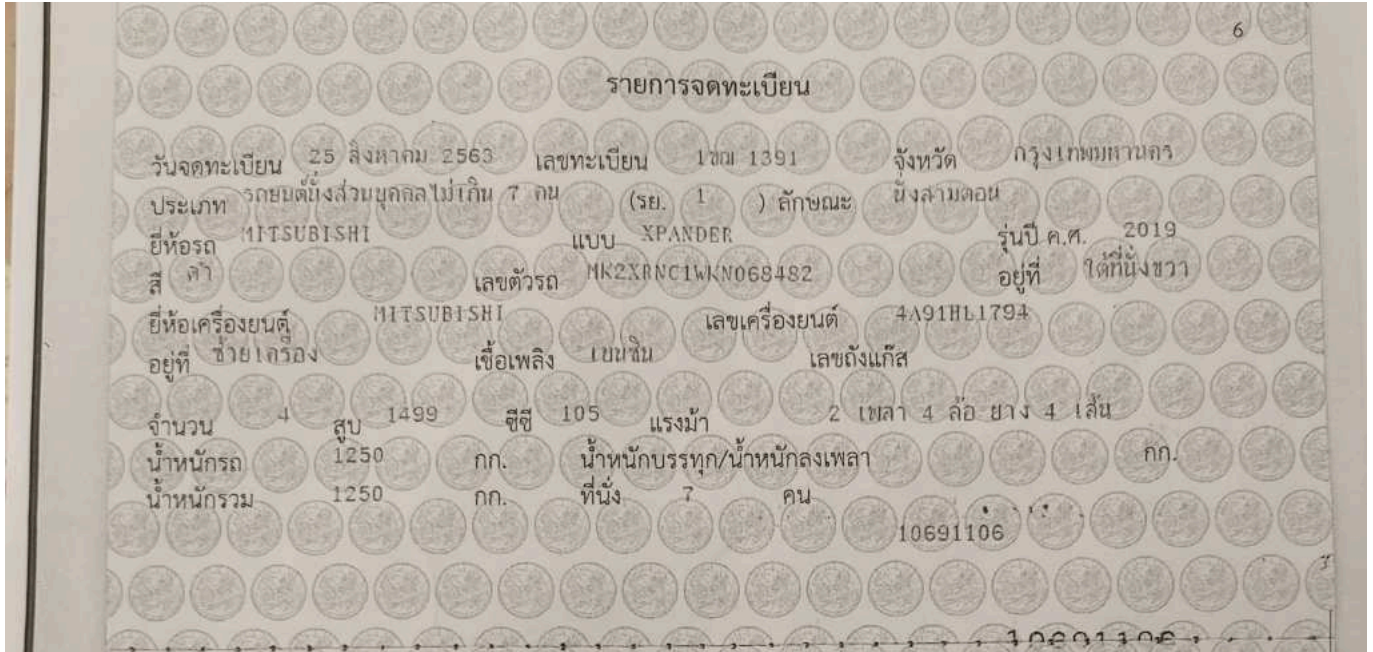 6
รายการจดทะเบียน
วันจดทะเบียน 25 สิงหาคม 2563 เลขทะเบียน 1ขณ 1391 จังหวัด กรุงเทพมหานคร
ประเภท รถยนต์นั่งส่วนบุคคลไม่เกิน 7 คน (รย. 1 ) ลักษณะ นั่งสามตอน
ยี่ห้อรถ MITSUBISHI แบบ XPANDER รุ่นปี ค.ศ. 2019
สี ดำ เลขตัวรถ MK2XRNC1WKN068482 อยู่ที่ ใต้ที่นั่งขวา
ยี่ห้อเครื่องยนต์ MITSUBISHI เลขเครื่องยนต์ 4A91HL1794
อยู่ที่ ซ้ายเครื่อง เชื้อเพลิง เบนซิน เลขถังแก๊ส
จำนวน 4 สูบ 1499 ซีซี 105 แรงม้า 2 เพลา 4 ล้อ ยาง 4 เส้น
น้ำหนักรถ 1250 กก. น้ำหนักบรรทุก/น้ำหนักลงเพลา กก.
น้ำหนักรวม 1250 กก. ที่นั่ง 7 คน
10691106
10691106